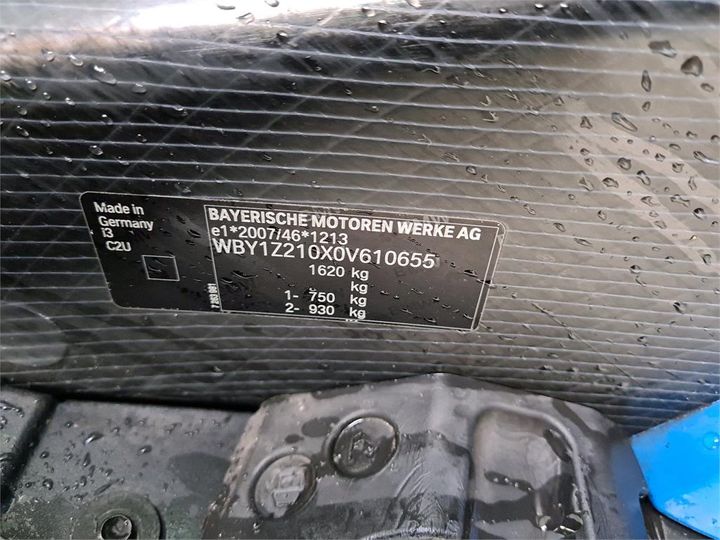 Made in
Germany
i3
C2U
BAYERISCHE MOTOREN WERKE AG
e1*2007/46*1213
WBY1Z210X0V610655
1620 kg
kg
1- 750 kg
2- 930 kg